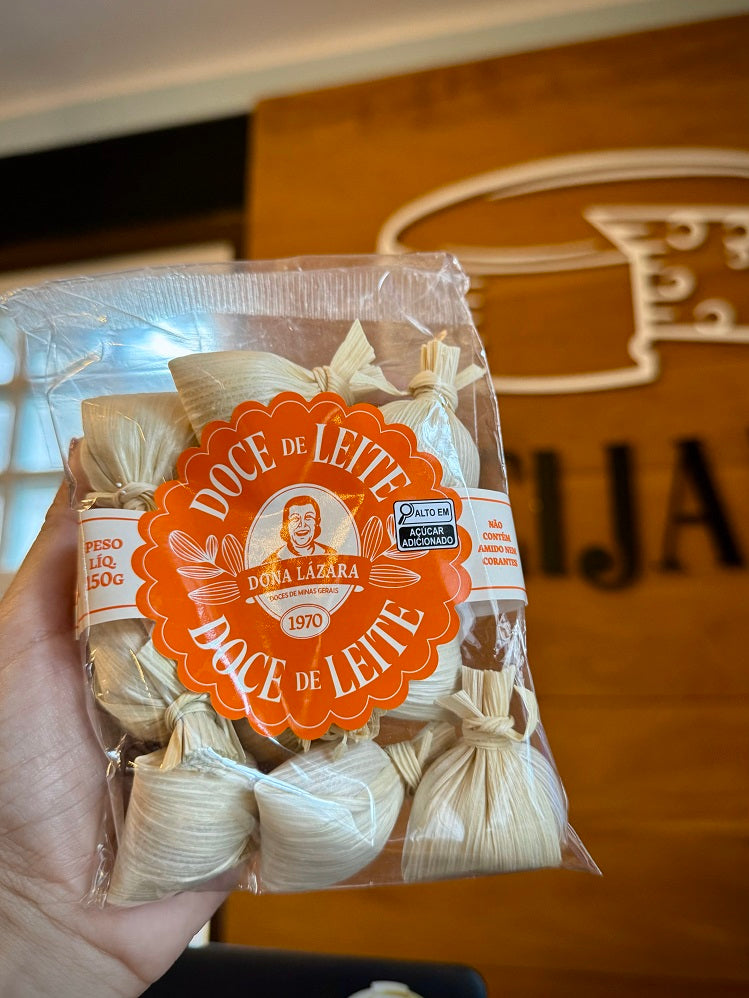 DOCE DE LEITE
ALTO EM
AÇÚCAR
ADICIONADO
PESO
LÍQ.
150G
NÃO
CONTÉM
AMIDO NEM
CORANTES
DONA LÁZARA
DOCES DE MINAS GERAIS
1970
DOCE DE LEITE